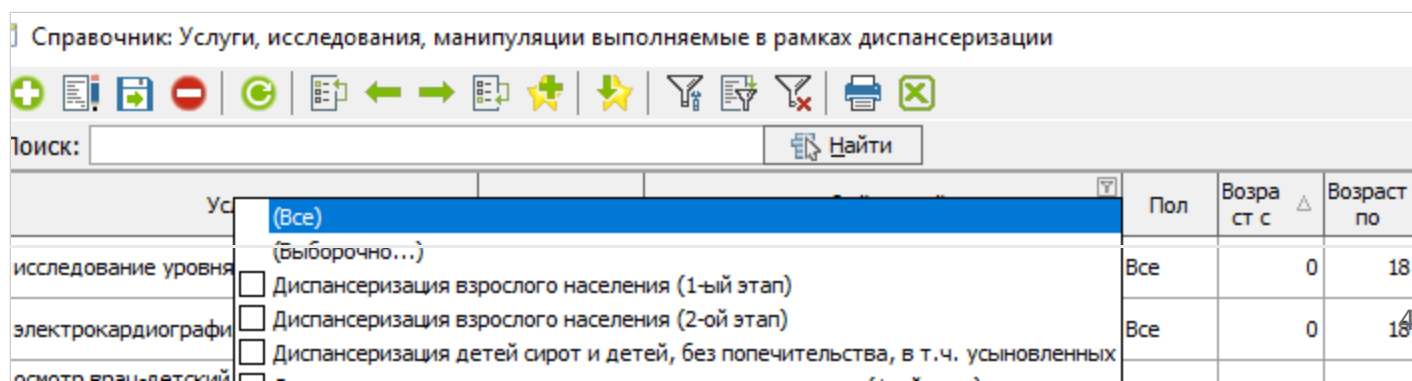 Справочник: Услуги, исследования, манипуляции выполняемые в рамках диспансеризации
Поиск:
Найти
Ус
Пол
Возра
ст с
Возраст
по
(Все)
(Выборочно...)
исследование уровня
Все
0
18
Диспансеризация взрослого населения (1-ый этап)
электрокардиографи
Диспансеризация взрослого населения (2-ой этап)
Все
0
18
4
Диспансеризация детей сирот и детей, без попечительства, в т.ч. усыновленных
осмотр врач-детский